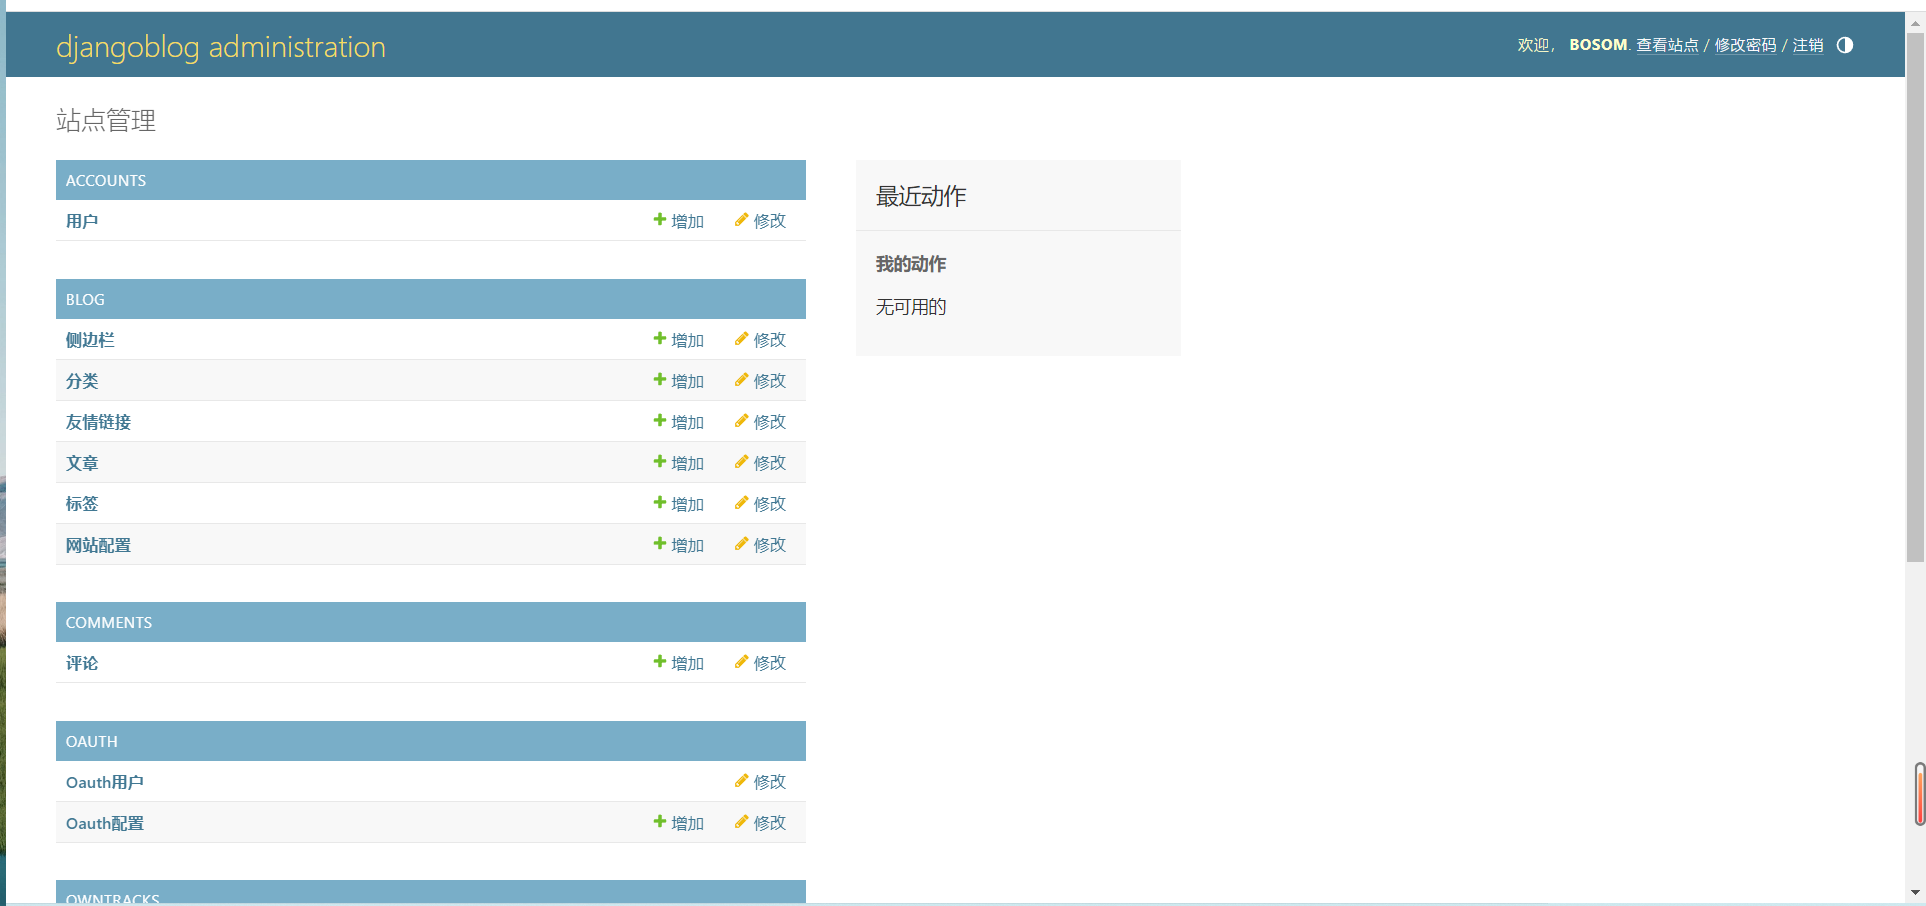 djangoblog administration
欢迎， BOSOM. 查看站点 / 修改密码 / 注销
站点管理
ACCOUNTS
用户 增加 修改
BLOG
侧边栏 增加 修改
分类 增加 修改
友情链接 增加 修改
文章 增加 修改
标签 增加 修改
网站配置 增加 修改
COMMENTS
评论 增加 修改
OAUTH
Oauth用户 修改
Oauth配置 增加 修改
OWNTRACKS
最近动作
我的动作
无可用的